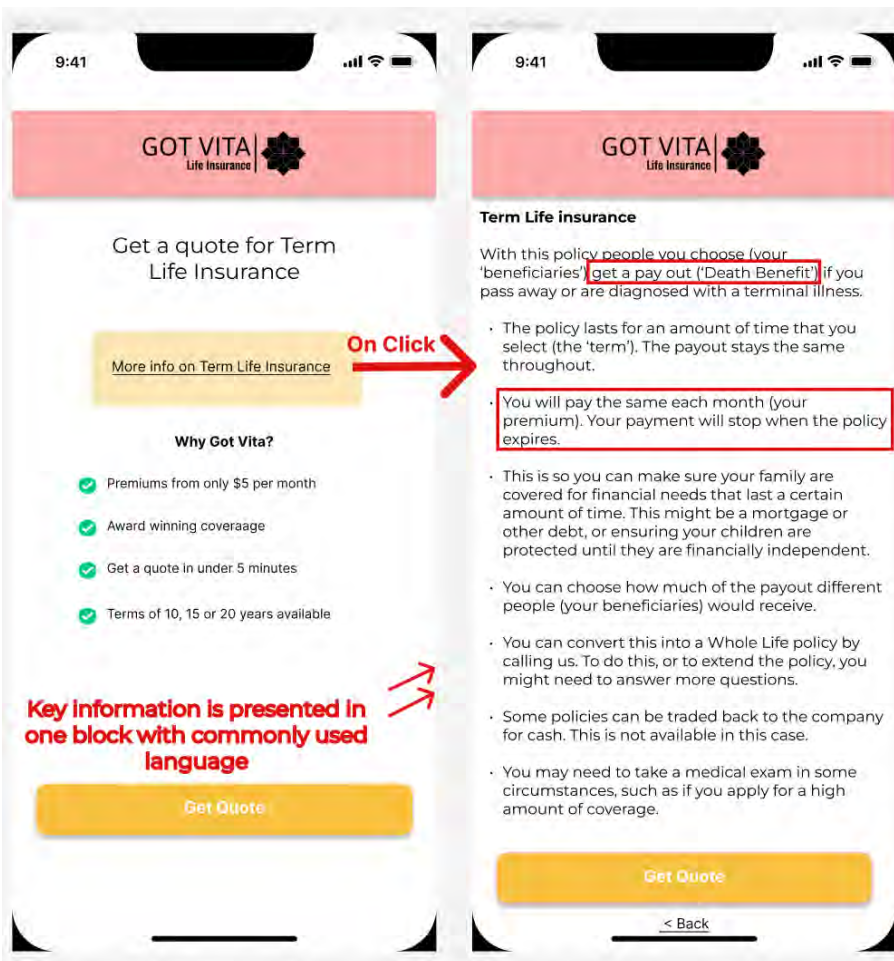 9:41
GOT VITA
Life Insurance
Get a quote for Term
Life Insurance
More info on Term Life Insurance
On Click
Why Got Vita?
Premiums from only $5 per month
Award winning coveraage
Get a quote in under 5 minutes
Terms of 10, 15 or 20 years available
Key information is presented in
one block with commonly used
language
Get Quote
9:41
GOT VITA
Life Insurance
Term Life insurance
With this policy people you choose (your
‘beneficiaries’) get a pay out (‘Death Benefit’) if you
pass away or are diagnosed with a terminal illness.
· The policy lasts for an amount of time that you
select (the ‘term’). The payout stays the same
throughout.
· You will pay the same each month (your
premium). Your payment will stop when the policy
expires.
· This is so you can make sure your family are
covered for financial needs that last a certain
amount of time. This might be a mortgage or
other debt, or ensuring your children are
protected until they are financially independent.
· You can choose how much of the payout different
people (your beneficiaries) would receive.
· You can convert this into a Whole Life policy by
calling us. To do this, or to extend the policy, you
might need to answer more questions.
· Some policies can be traded back to the company
for cash. This is not available in this case.
· You may need to take a medical exam in some
circumstances, such as if you apply for a high
amount of coverage.
Get Quote
< Back